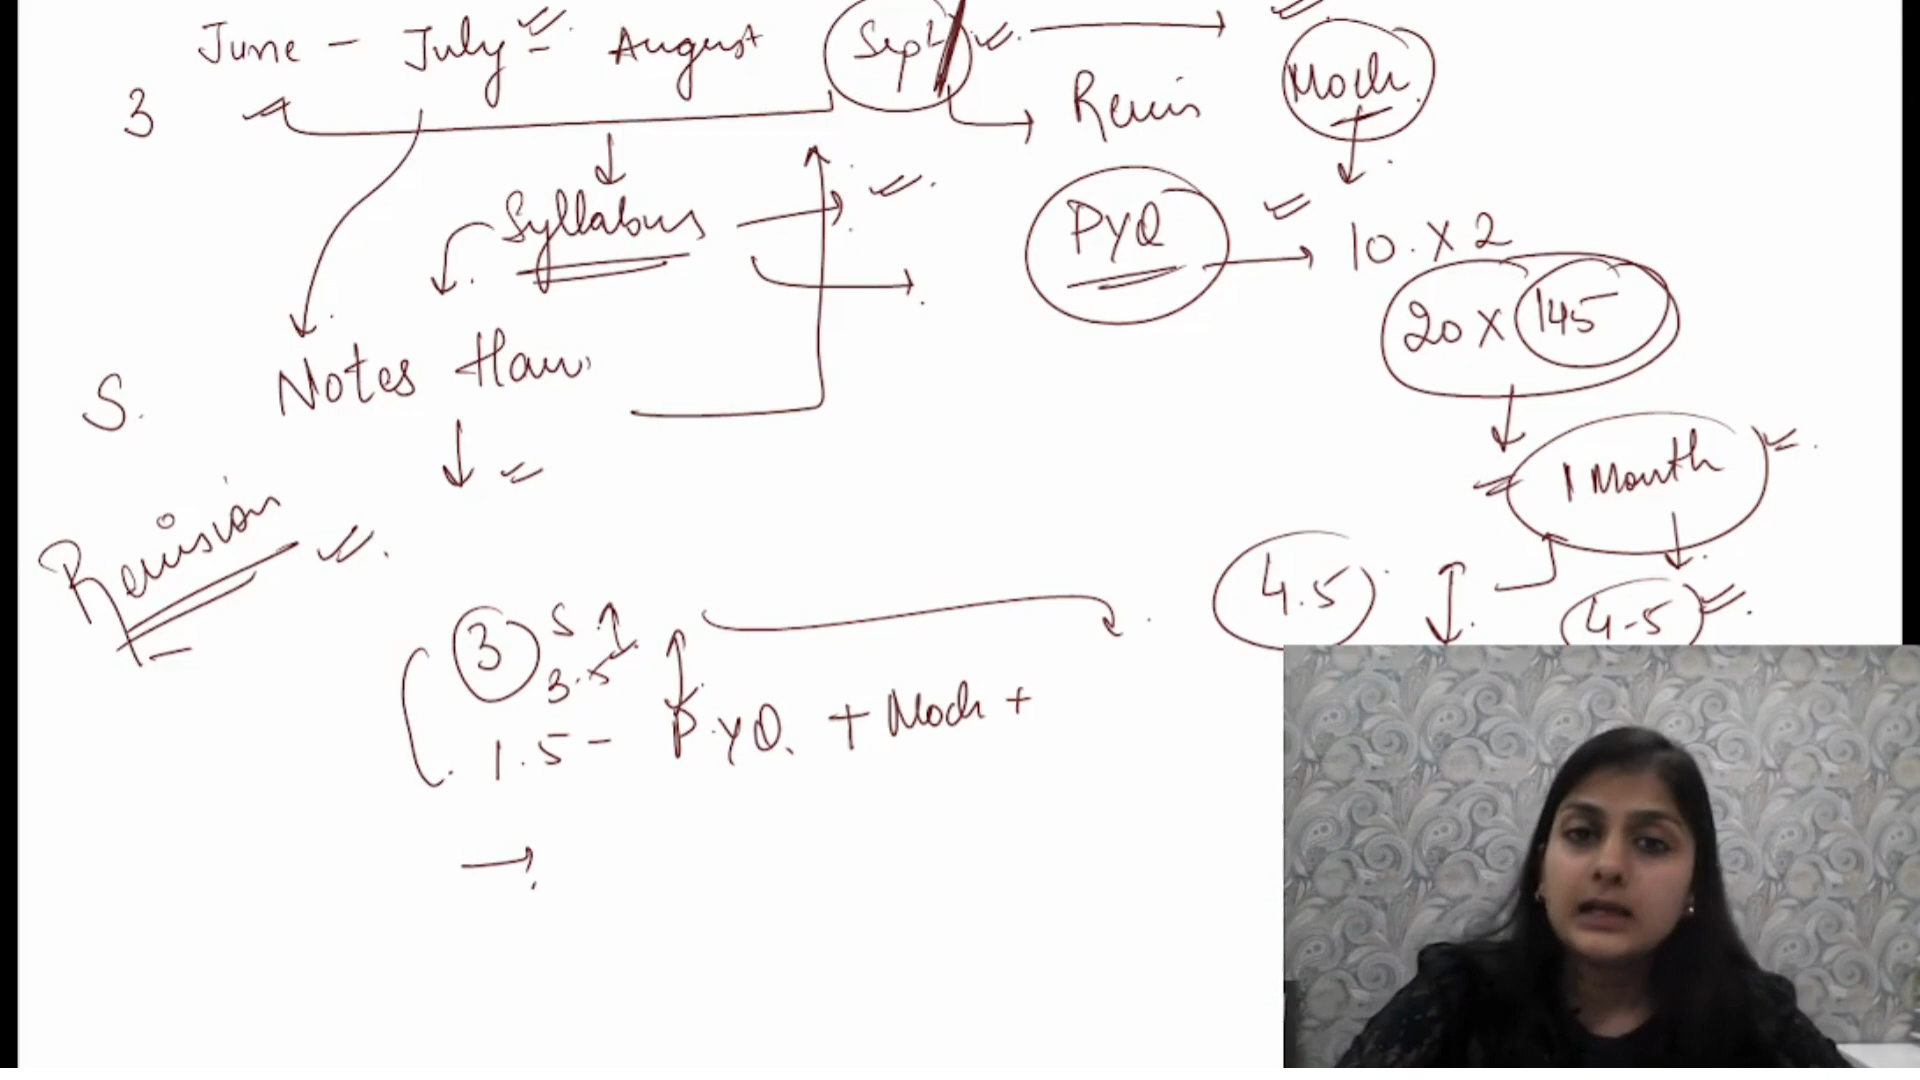 June - July August Sept
3 Revis Mock
Syllabus PYQ 10 . X 2
20 X 145
S. Notes
1 Month
Revision
4.5
3 S 4-5
3.5
1.5 - P.YQ. + Mock +